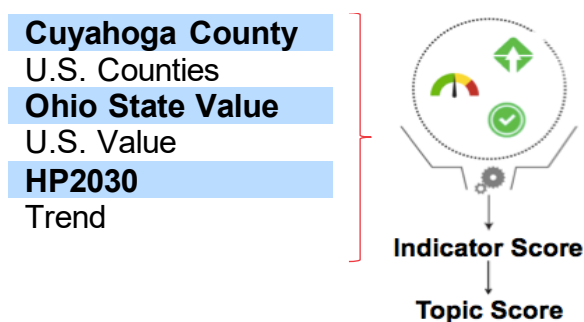 Cuyahoga County
U.S. Counties
Ohio State Value
U.S. Value
HP2030
Trend
Indicator Score
Topic Score